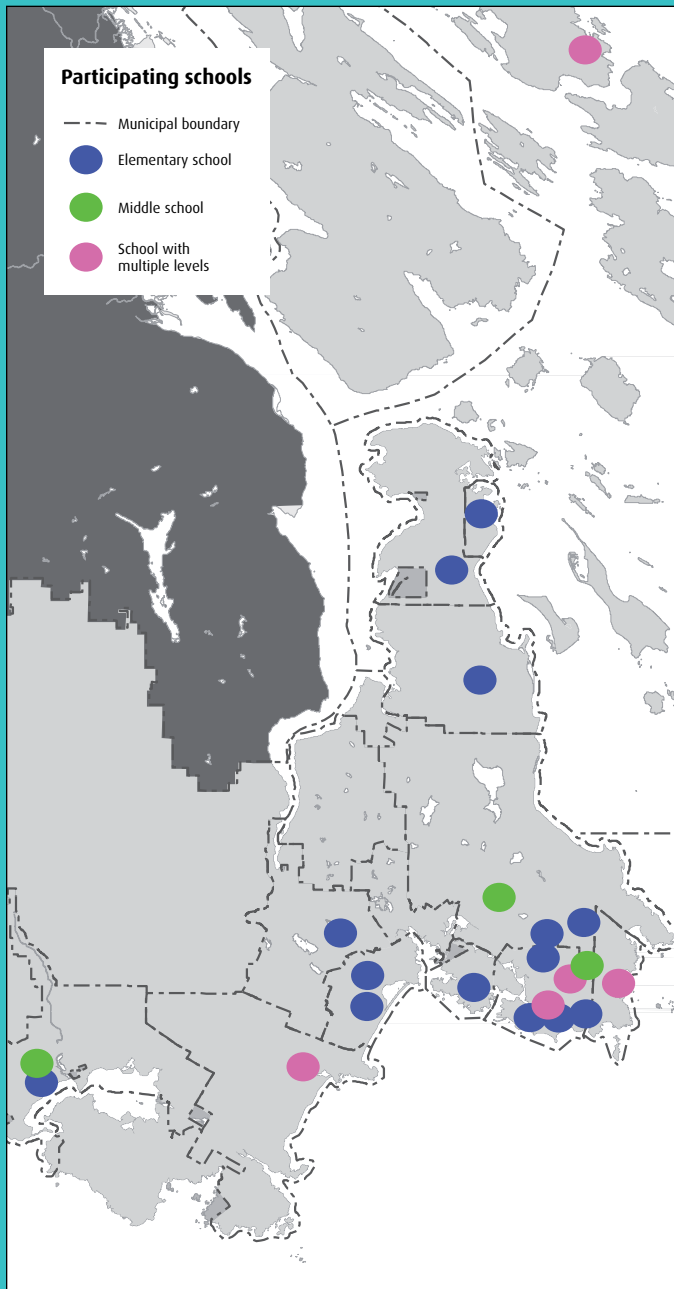 Participating schools
Municipal boundary
Elementary school
Middle school
School with
multiple levels